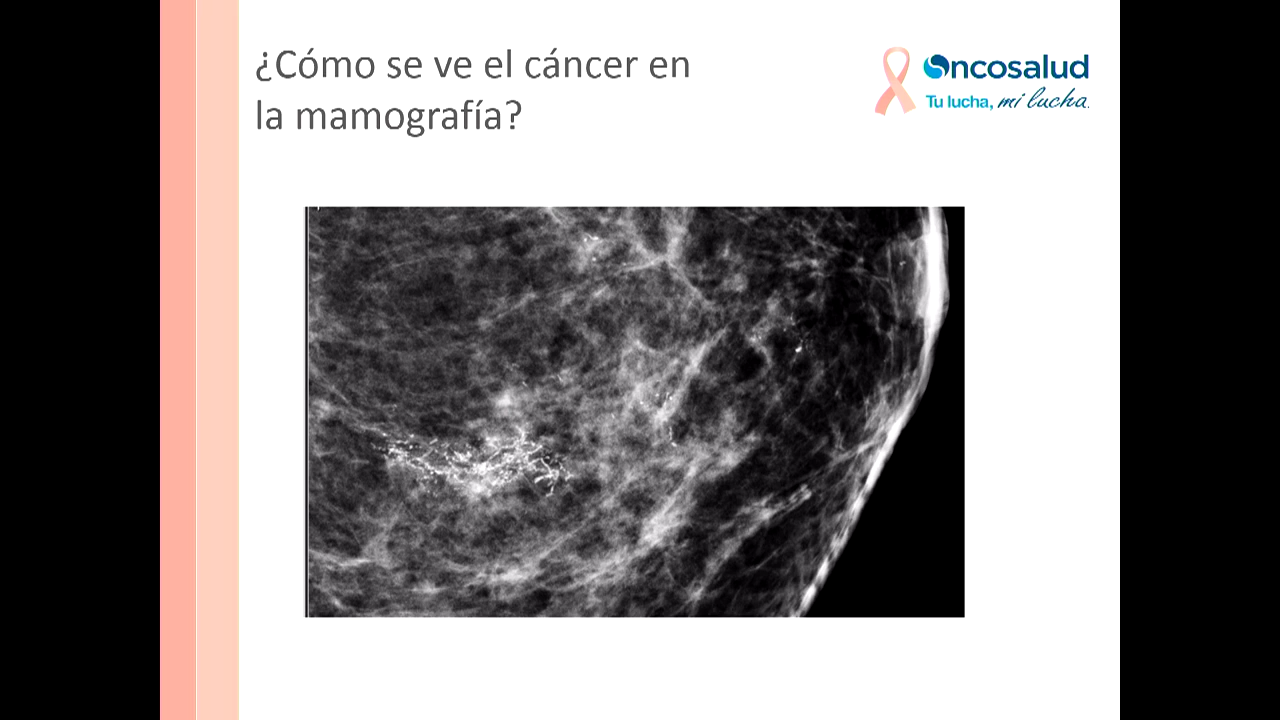 ¿Cómo se ve el cáncer en
la mamografía?
Oncosalud
Tu lucha, mi lucha.